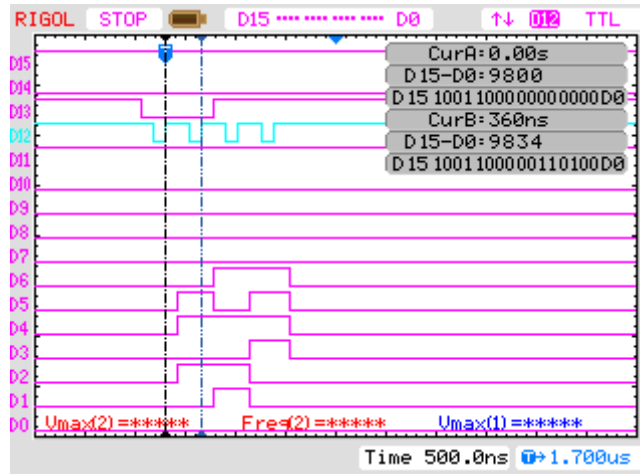 RIGOL STOP D15 ···· ···· ···· ···· D0 ↑↓ D12 TTL
CurA:0.00s
D15-D0:9800
D15 1001100000000000D0
CurB:360ns
D15-D0:9834
D15 1001100000110100D0
D15
D14
D13
D12
D11
D10
D9
D8
D7
D6
D5
D4
D3
D2
D1
D0
Vmax(2)=***** Freq(2)=***** Vmax(1)=*****
Time 500.0ns T→1.700us